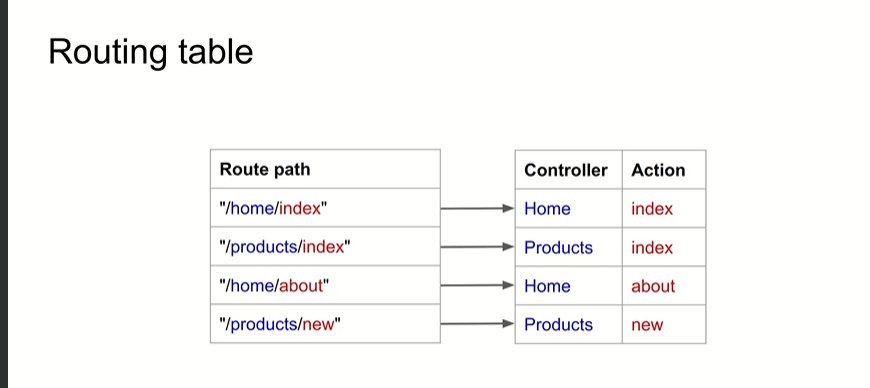 Routing table
Route path Controller Action
"/home/index" Home index
"/products/index" Products index
"/home/about" Home about
"/products/new" Products new